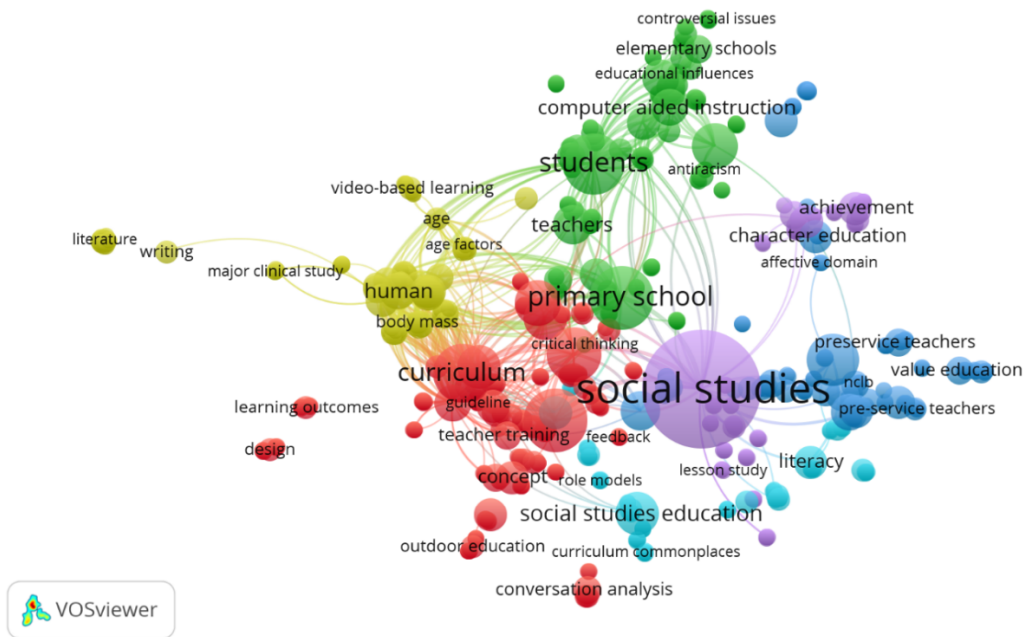 controversial issues
elementary schools
educational influences
computer aided instruction
students
antiracism
video-based learning
achievement
age
teachers
character education
literature
writing
age factors
affective domain
major clinical study
human
primary school
body mass
critical thinking
preservice teachers
curriculum
social studies
value education
nclb
learning outcomes
guideline
pre-service teachers
teacher training
feedback
design
literacy
lesson study
concept
role models
social studies education
outdoor education
curriculum commonplaces
conversation analysis
VOSviewer